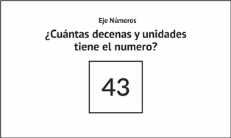 Eje Números
¿Cuántas decenas y unidades
tiene el numero?
43